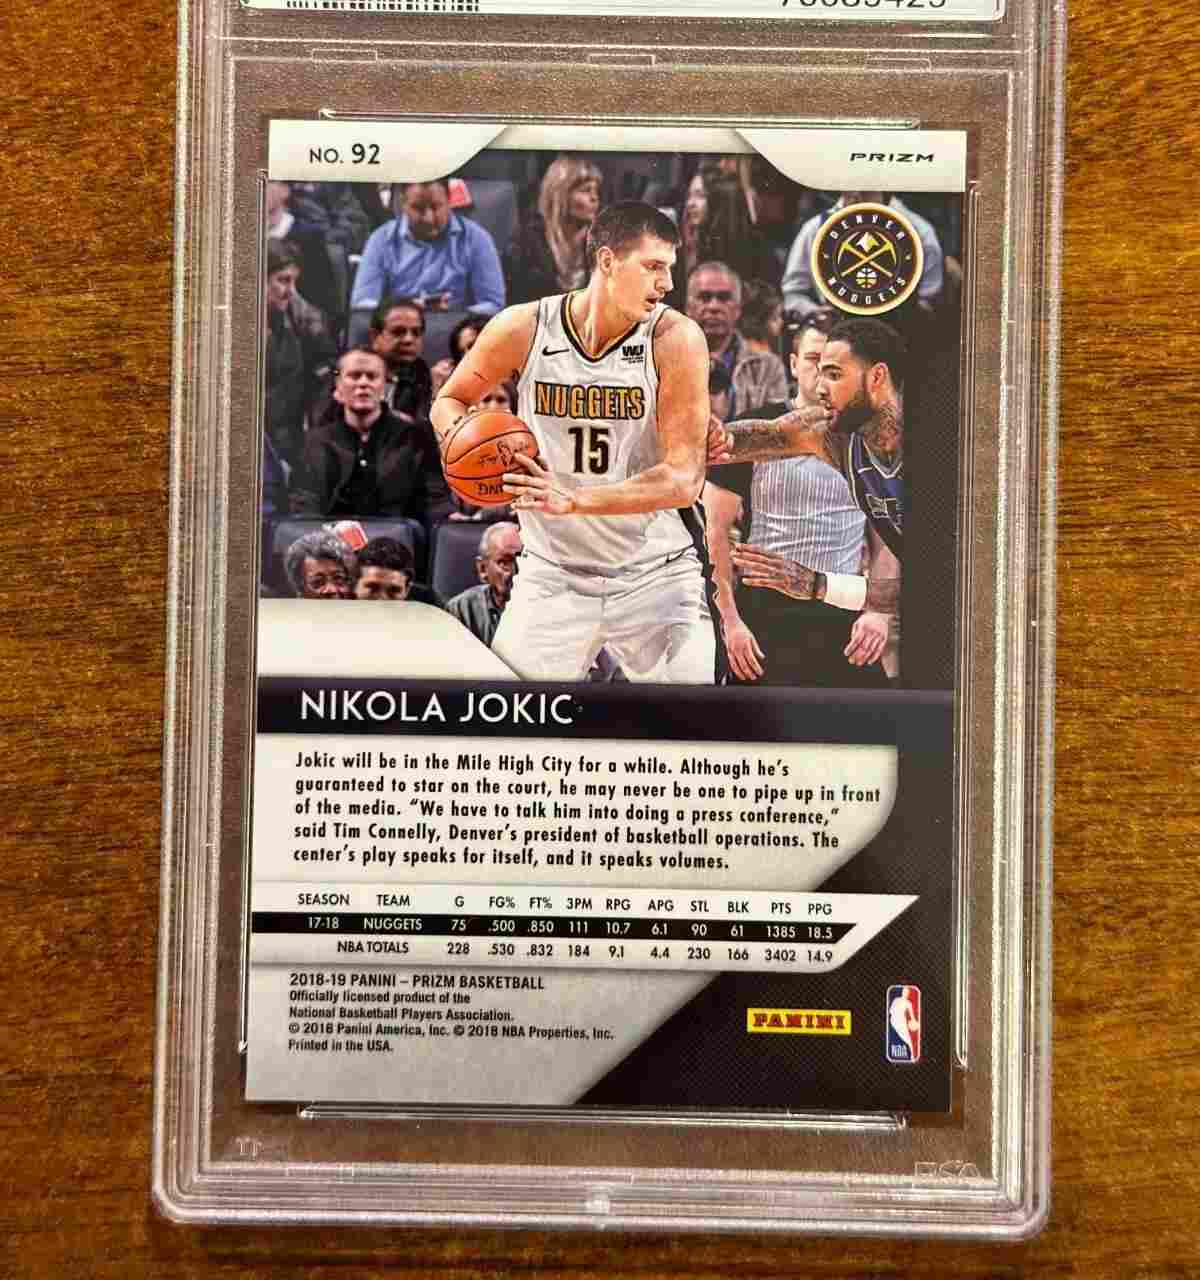 NO. 92
PRIZM
DENVER
NUGGETS
NUGGETS
15
NIKOLA JOKIC
Jokic will be in the Mile High City for a while. Although he's
guaranteed to star on the court, he may never be one to pipe up in front
of the media. “We have to talk him into doing a press conference,”
said Tim Connelly, Denver's president of basketball operations. The
center's play speaks for itself, and it speaks volumes.
SEASON TEAM G FG% FT% 3PM RPG APG STL BLK PTS PPG
17-18 NUGGETS 75 .500 .850 111 10.7 6.1 90 61 1385 18.5
NBA TOTALS 228 .530 .832 184 9.1 4.4 230 166 3402 14.9
2018-19 PANINI – PRIZM BASKETBALL
Officially licensed product of the
National Basketball Players Association.
© 2018 Panini America, Inc. © 2018 NBA Properties, Inc.
Printed in the USA.
PANINI
NBA
PSA